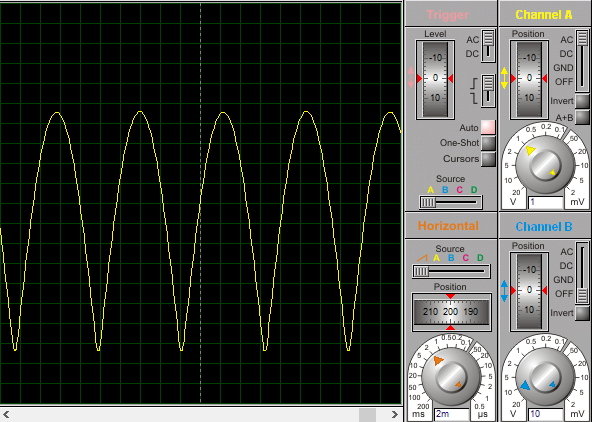 Trigger
Level
AC
DC
-10
0
10
Auto
One-Shot
Cursors
Source
A B C D
Channel A
Position
AC
DC
GND
OFF
-10
0
10
Invert
A+B
1 0.5 0.2 0.1
2 50
5 20
10 10
20 5
2
V 1 mV
Horizontal
Source
A B C D
Position
210 200 190
1 0.5 0.2 0.1
2 50
5 20
10 10
20 5
50 2
100 1
200 0.5
ms 2m µs
Channel B
Position
AC
DC
GND
OFF
-10
0
10
Invert
1 0.5 0.2 0.1
2 50
5 20
10 10
20 5
2
V 10 mV